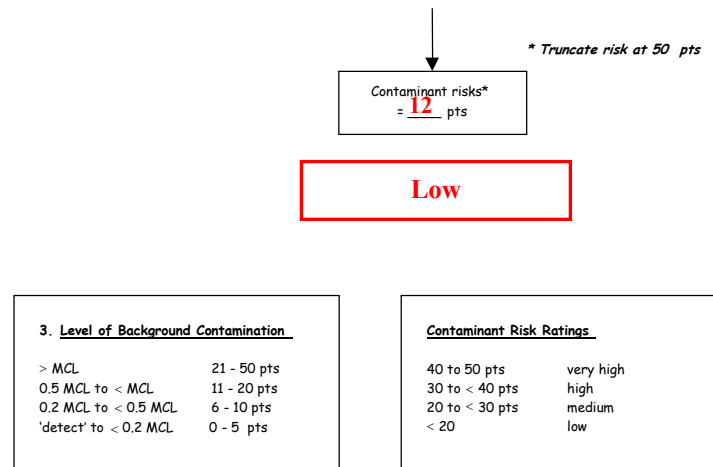 * Truncate risk at 50 pts
Contaminant risks*
= 12 pts
Low
3. Level of Background Contamination
> MCL 21 - 50 pts
0.5 MCL to < MCL 11 - 20 pts
0.2 MCL to < 0.5 MCL 6 - 10 pts
'detect' to < 0.2 MCL 0 - 5 pts
Contaminant Risk Ratings
40 to 50 pts very high
30 to < 40 pts high
20 to < 30 pts medium
< 20 low